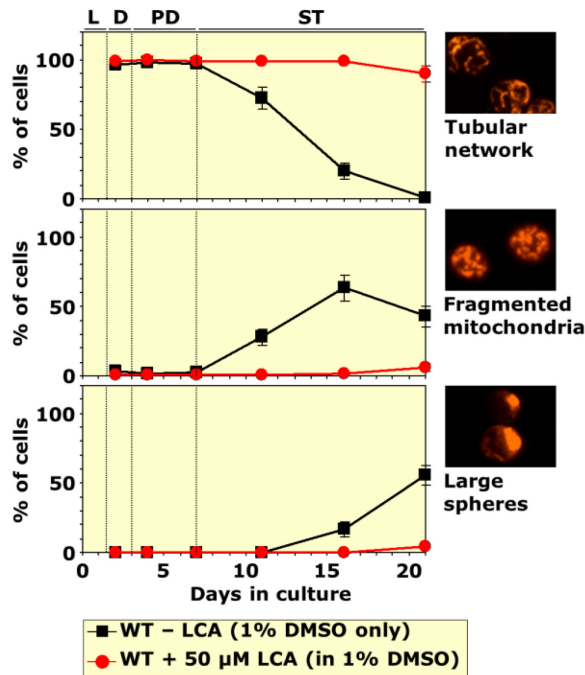 L D PD ST
100
50
0
% of cells
Tubular
network
100
50
0
% of cells
Fragmented
mitochondria
100
50
0
% of cells
Large
spheres
0 5 10 15 20
Days in culture
WT – LCA (1% DMSO only)
WT + 50 µM LCA (in 1% DMSO)